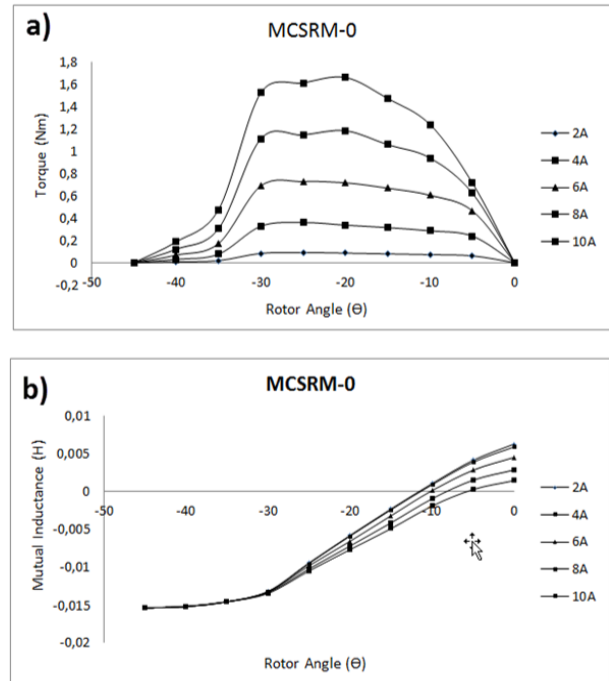 a)
MCSRM-0
Torque (Nm)
1,8
1,6
1,4
1,2
1
0,8
0,6
0,4
0,2
0
-0,2
-50
-40
-30
-20
-10
0
Rotor Angle (Θ)
2A
4A
6A
8A
10A
b)
MCSRM-0
Mutual Inductance (H)
0,01
0,005
0
-0,005
-0,01
-0,015
-0,02
-50
-40
-30
-20
-10
0
Rotor Angle (Θ)
2A
4A
6A
8A
10A